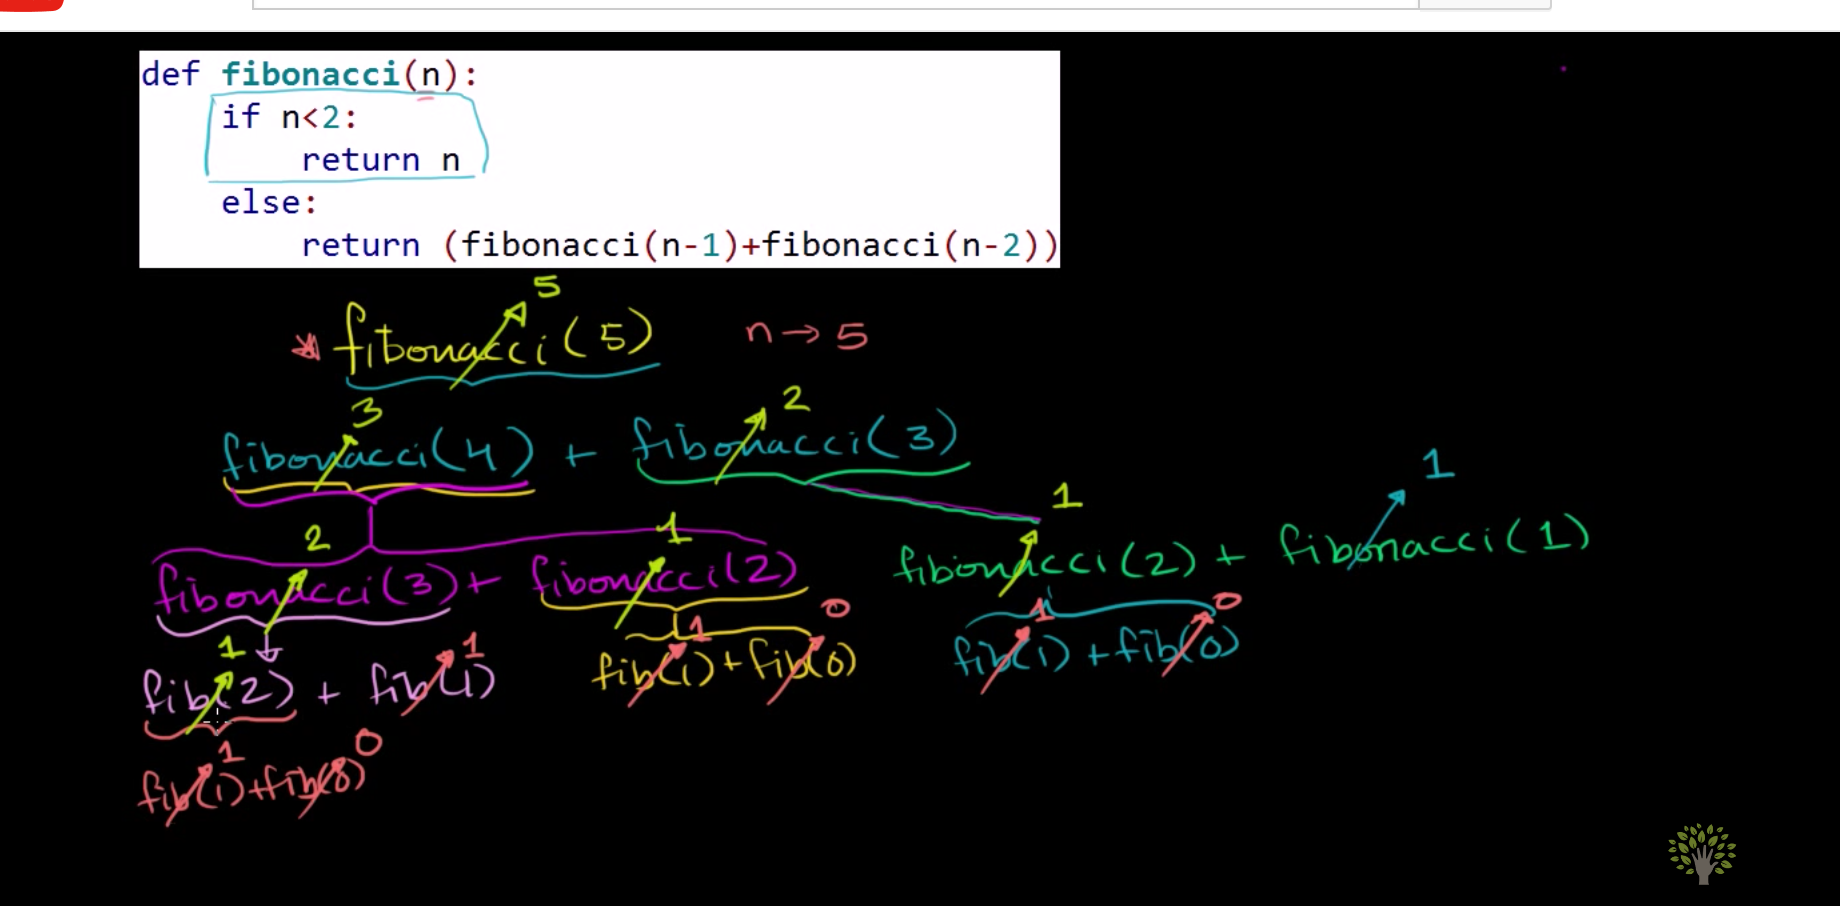 def fibonacci(n):
if n<2:
return n
else:
return (fibonacci(n-1)+fibonacci(n-2))
5
fibonacci(5) n→5
3 2
fibonacci(4) + fibonacci(3)
1 1
2 1
fibonacci(2) + fibonacci(1)
fibonacci(3) + fibonacci(2)
1 0
1 1 1 0
fib(1)+fib(0) fib(1)+fib(0)
fib(2) + fib(1)
1 0
fib(1)+fib(0)